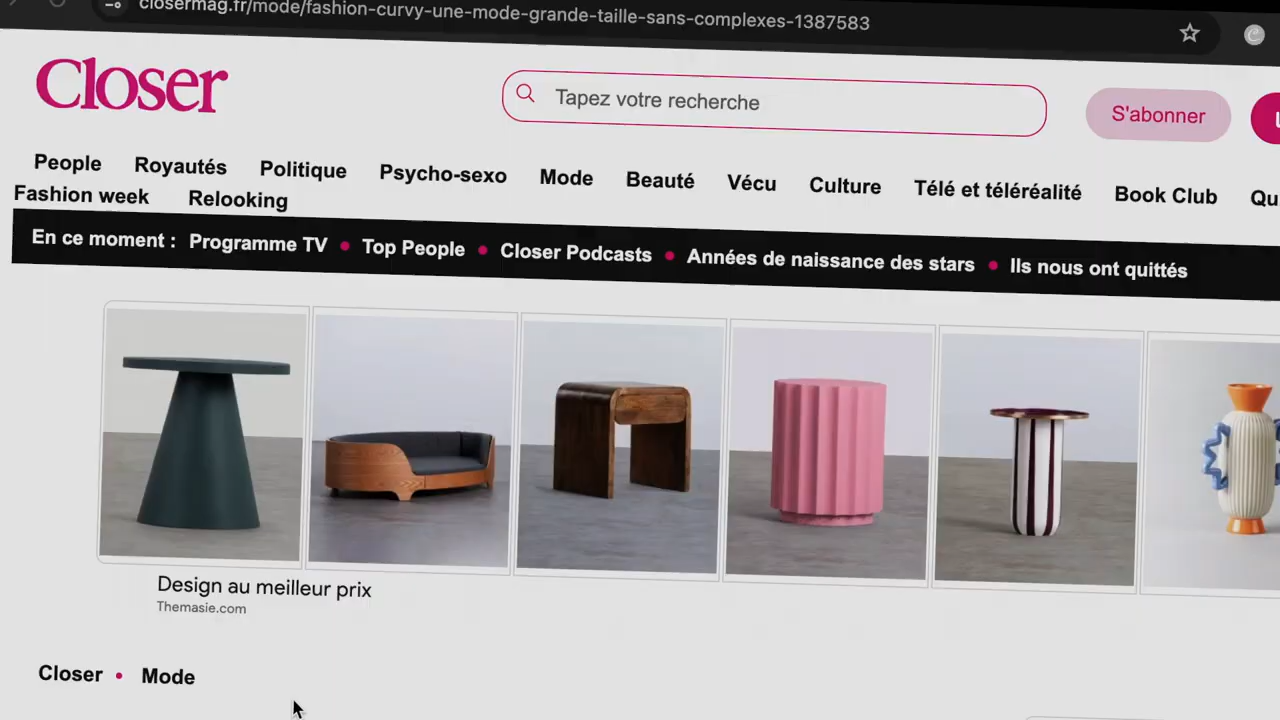 closermag.fr/mode/fashion-curvy-une-mode-grande-taille-sans-complexes-1387583
Closer
Tapez votre recherche
S'abonner
People Royautés Politique Psycho-sexo Mode Beauté Vécu Culture Télé et téléréalité Book Club Qu
Fashion week Relooking
En ce moment : Programme TV • Top People • Closer Podcasts • Années de naissance des stars • Ils nous ont quittés
Design au meilleur prix
Themasie.com
Closer • Mode